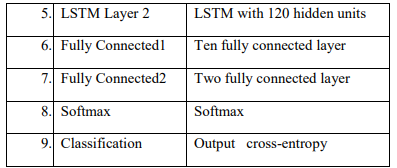 5. LSTM Layer 2 LSTM with 120 hidden units
6. Fully Connected1 Ten fully connected layer
7. Fully Connected2 Two fully connected layer
8. Softmax Softmax
9. Classification Output cross-entropy